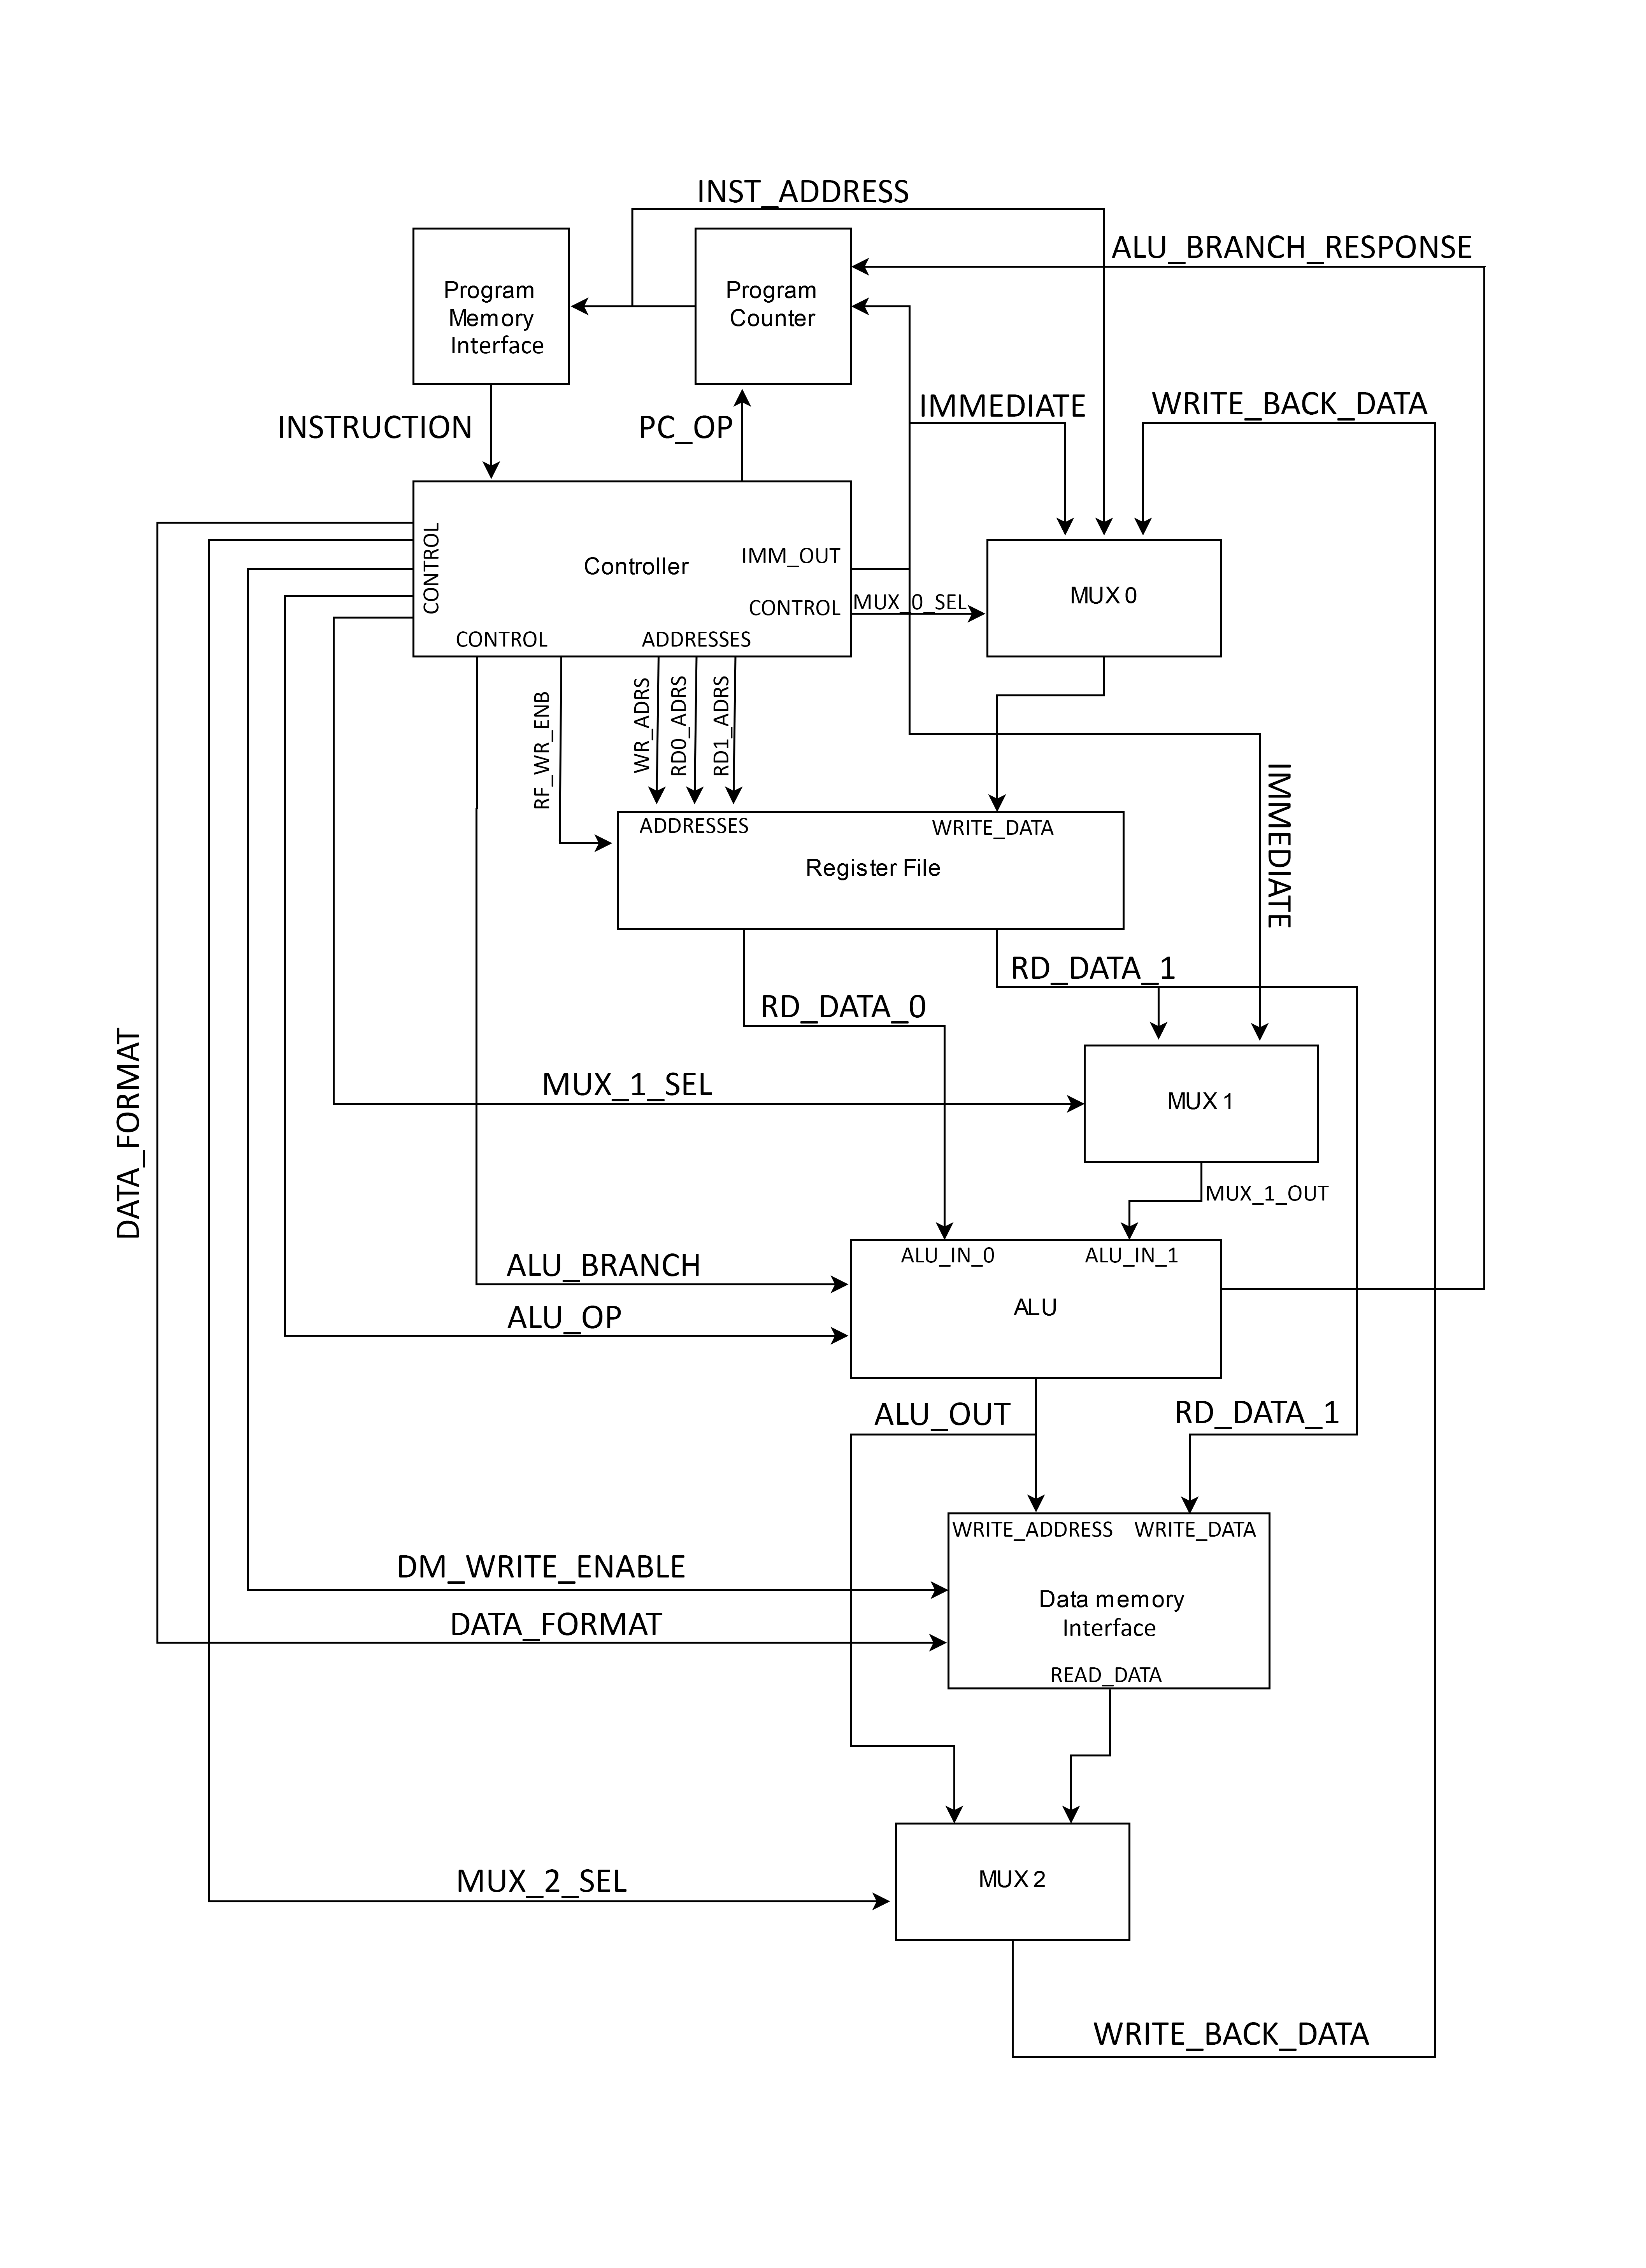 INST_ADDRESS
ALU_BRANCH_RESPONSE
Program
Memory
Interface
Program
Counter
INSTRUCTION
PC_OP
IMMEDIATE
WRITE_BACK_DATA
CONTROL
Controller
IMM_OUT
CONTROL
MUX_0_SEL
MUX 0
CONTROL
ADDRESSES
RF_WR_ENB
WR_ADRS
RD0_ADRS
RD1_ADRS
IMMEDIATE
ADDRESSES
WRITE_DATA
Register File
RD_DATA_1
RD_DATA_0
DATA_FORMAT
MUX_1_SEL
MUX 1
MUX_1_OUT
ALU_IN_0
ALU_IN_1
ALU_BRANCH
ALU
ALU_OP
ALU_OUT
RD_DATA_1
WRITE_ADDRESS
WRITE_DATA
DM_WRITE_ENABLE
Data memory
Interface
DATA_FORMAT
READ_DATA
MUX_2_SEL
MUX 2
WRITE_BACK_DATA